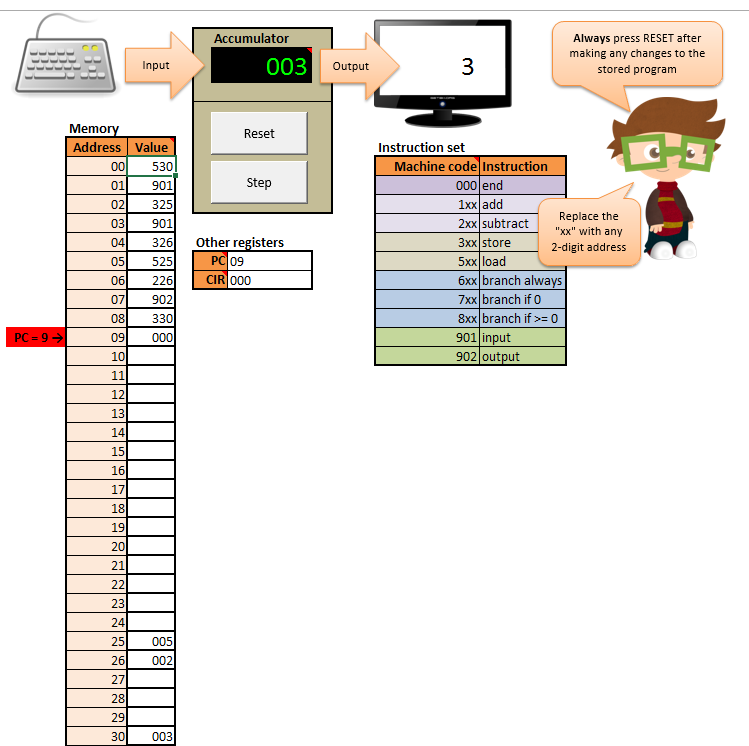 Input
Accumulator
003
Output
3
Always press RESET after
making any changes to the
stored program
Reset
Step
Memory
Address Value
00 530
01 901
02 325
03 901
04 326
05 525
06 226
07 902
08 330
PC = 9 → 09 000
10
11
12
13
14
15
16
17
18
19
20
21
22
23
24
25 005
26 002
27
28
29
30 003
Other registers
PC 09
CIR 000
Instruction set
Machine code Instruction
000 end
1xx add
2xx subtract
3xx store
5xx load
6xx branch always
7xx branch if 0
8xx branch if >= 0
901 input
902 output
Replace the
"xx" with any
2-digit address